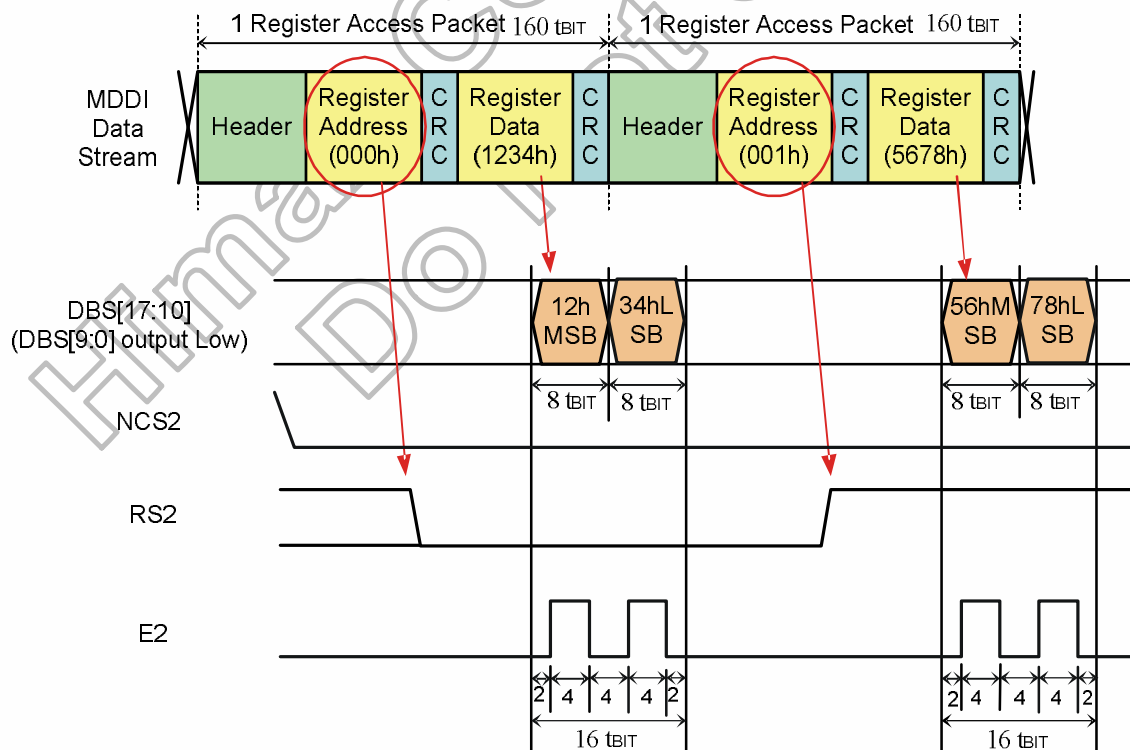 1 Register Access Packet 160 tBIT
1 Register Access Packet 160 tBIT
MDDI
Data
Stream
Header
Register
Address
(000h)
C
R
C
Register
Data
(1234h)
C
R
C
Header
Register
Address
(001h)
C
R
C
Register
Data
(5678h)
C
R
C
DBS[17:10]
(DBS[9:0] output Low)
12h
MSB
34hL
SB
56hM
SB
78hL
SB
8 tBIT
8 tBIT
8 tBIT
8 tBIT
NCS2
RS2
E2
2
4
4
4
2
2
4
4
4
2
16 tBIT
16 tBIT
Do